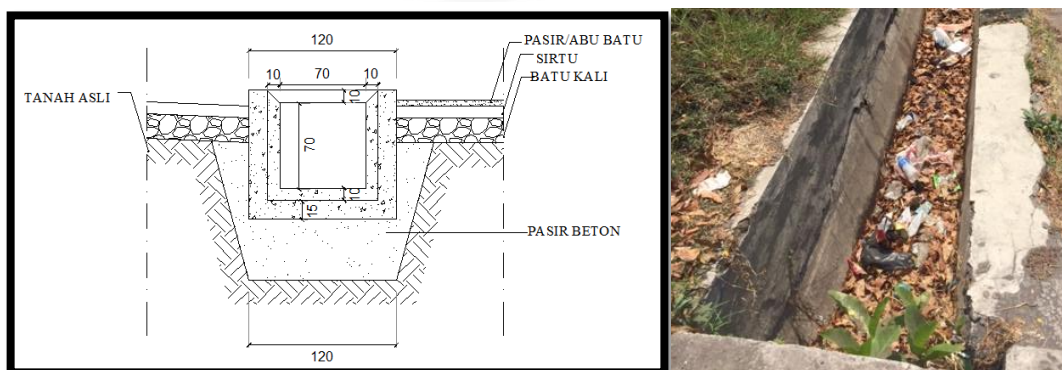 120
10 70 10
10
70
10
15
120
TANAH ASLI
PASIR/ABU BATU
SIRTU
BATU KALI
PASIR BETON